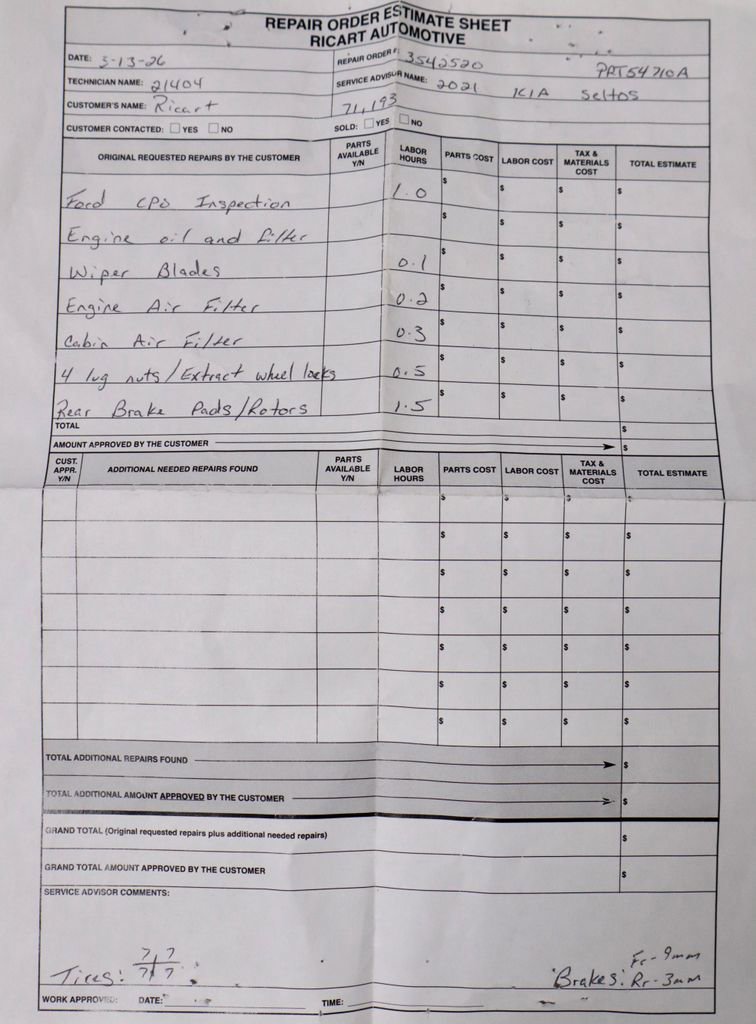 REPAIR ORDER ESTIMATE SHEET
RICART AUTOMOTIVE
DATE: 3-13-26 REPAIR ORDER #: 3542520 PRT54710A
TECHNICIAN NAME: 21404 SERVICE ADVISOR NAME: 2021 KIA Seltos
CUSTOMER'S NAME: Ricart 71,193
CUSTOMER CONTACTED: YES NO SOLD: YES NO
ORIGINAL REQUESTED REPAIRS BY THE CUSTOMER PARTS AVAILABLE Y/N LABOR HOURS PARTS COST LABOR COST TAX & MATERIALS COST TOTAL ESTIMATE
Ford CPO Inspection 1.0 $ $ $ $
Engine oil and filter $ $ $ $
Wiper Blades 0.1 $ $ $ $
Engine Air Filter 0.2 $ $ $ $
Cabin Air Filter 0.3 $ $ $ $
4 lug nuts/Extract wheel locks 0.5 $ $ $ $
Rear Brake Pads/Rotors 1.5 $ $ $ $
TOTAL $
AMOUNT APPROVED BY THE CUSTOMER $
CUST. APPR. Y/N ADDITIONAL NEEDED REPAIRS FOUND PARTS AVAILABLE Y/N LABOR HOURS PARTS COST LABOR COST TAX & MATERIALS COST TOTAL ESTIMATE
$ $ $ $
$ $ $ $
$ $ $ $
$ $ $ $
$ $ $ $
$ $ $ $
$ $ $ $
TOTAL ADDITIONAL REPAIRS FOUND $
TOTAL ADDITIONAL AMOUNT APPROVED BY THE CUSTOMER $
GRAND TOTAL (Original requested repairs plus additional needed repairs) $
GRAND TOTAL AMOUNT APPROVED BY THE CUSTOMER $
SERVICE ADVISOR COMMENTS:
Tires: 7 7 7 7
Brakes: Fr-9mm Rr-3mm
WORK APPROVED: DATE: TIME: